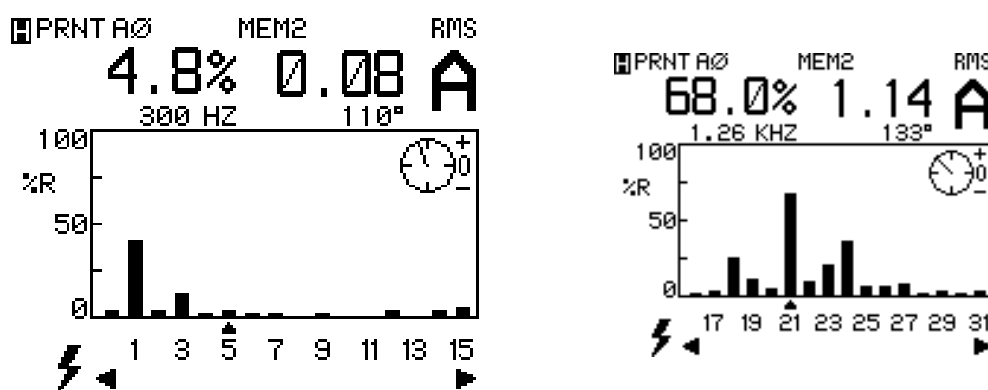 H PRNT AØ MEM2 RMS
4.8% 0.08 A
300 HZ 110°
100
%R
50
0
+
0
−
1 3 5 7 9 11 13 15
H PRNT AØ MEM2 RMS
68.0% 1.14 A
1.26 KHZ 133°
100
%R
50
0
+
0
−
17 19 21 23 25 27 29 31